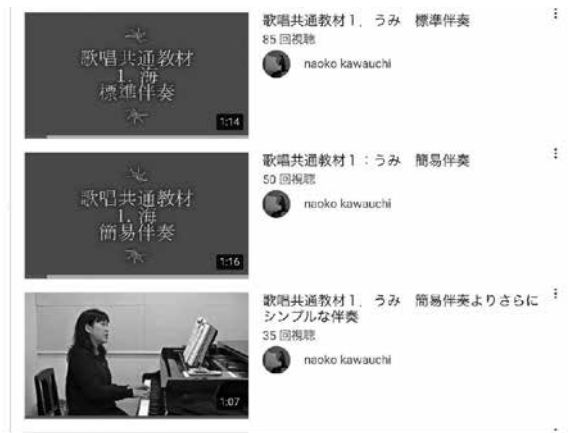 歌唱共通教材
1. 海
標準伴奏
1:14
歌唱共通教材1. うみ 標準伴奏
85 回視聴
naoko kawauchi
歌唱共通教材
1. 海
簡易伴奏
1:16
歌唱共通教材1：うみ 簡易伴奏
50 回視聴
naoko kawauchi
1:07
歌唱共通教材1. うみ 簡易伴奏よりさらに
シンプルな伴奏
35 回視聴
naoko kawauchi